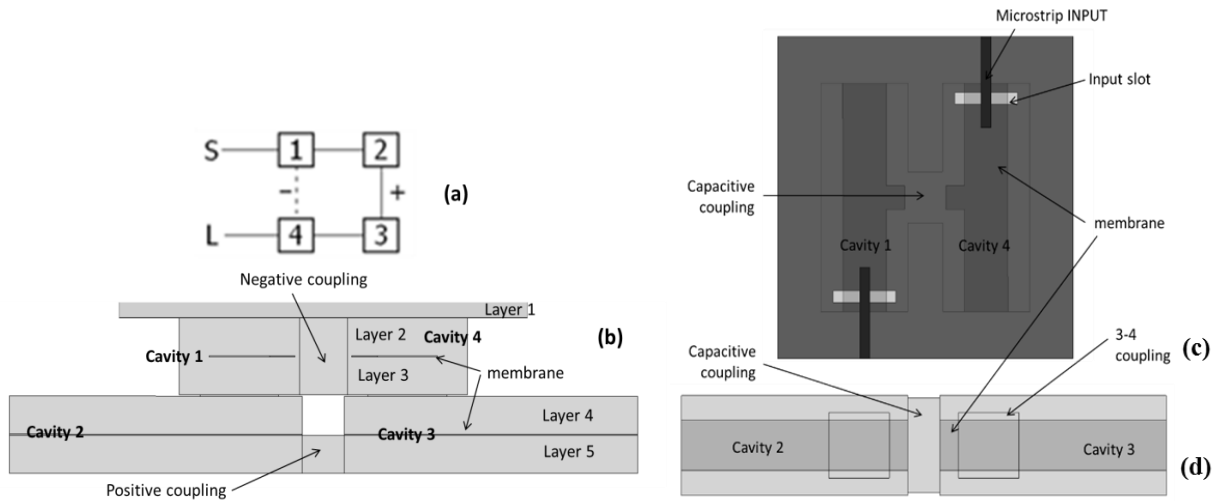 S
1
2
-
+
(a)
L
4
3
Negative coupling
Layer 1
Layer 2
Cavity 4
(b)
Cavity 1
Layer 3
membrane
Layer 4
Cavity 2
Cavity 3
Layer 5
Positive coupling
Microstrip INPUT
Input slot
Capacitive
coupling
membrane
Cavity 1
Cavity 4
(c)
Capacitive
coupling
3-4
coupling
Cavity 2
Cavity 3
(d)